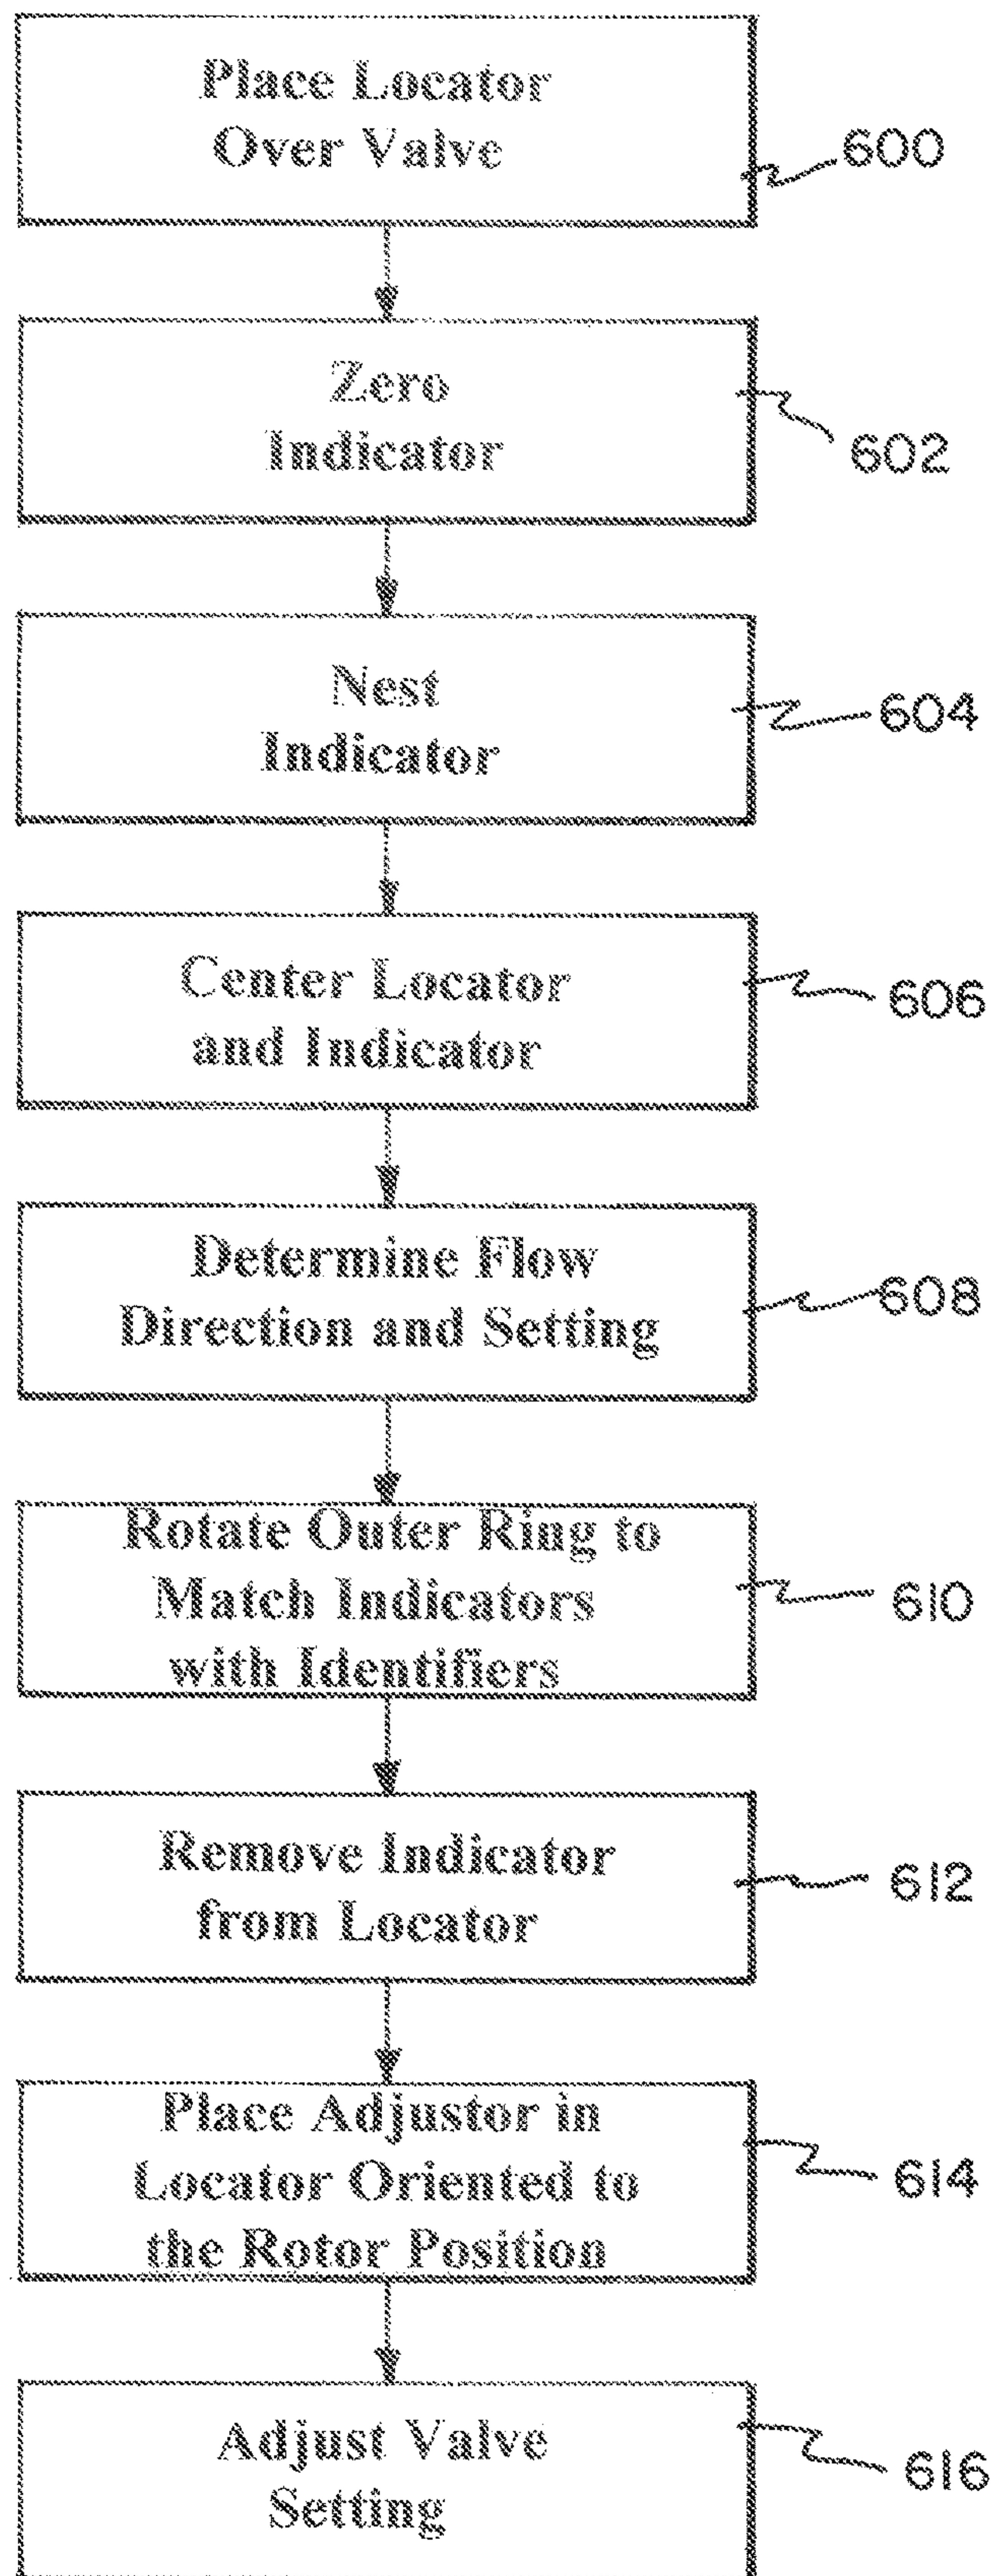 Place Locator
Over Valve
600
Zero
Indicator
602
Nest
Indicator
604
Center Locator
and Indicator
606
Determine Flow
Direction and Setting
608
Rotate Outer Ring to
Match Indicators
with Identifiers
610
Remove Indicator
from Locator
612
Place Adjustor in
Locator Oriented to
the Rotor Position
614
Adjust Valve
Setting
616